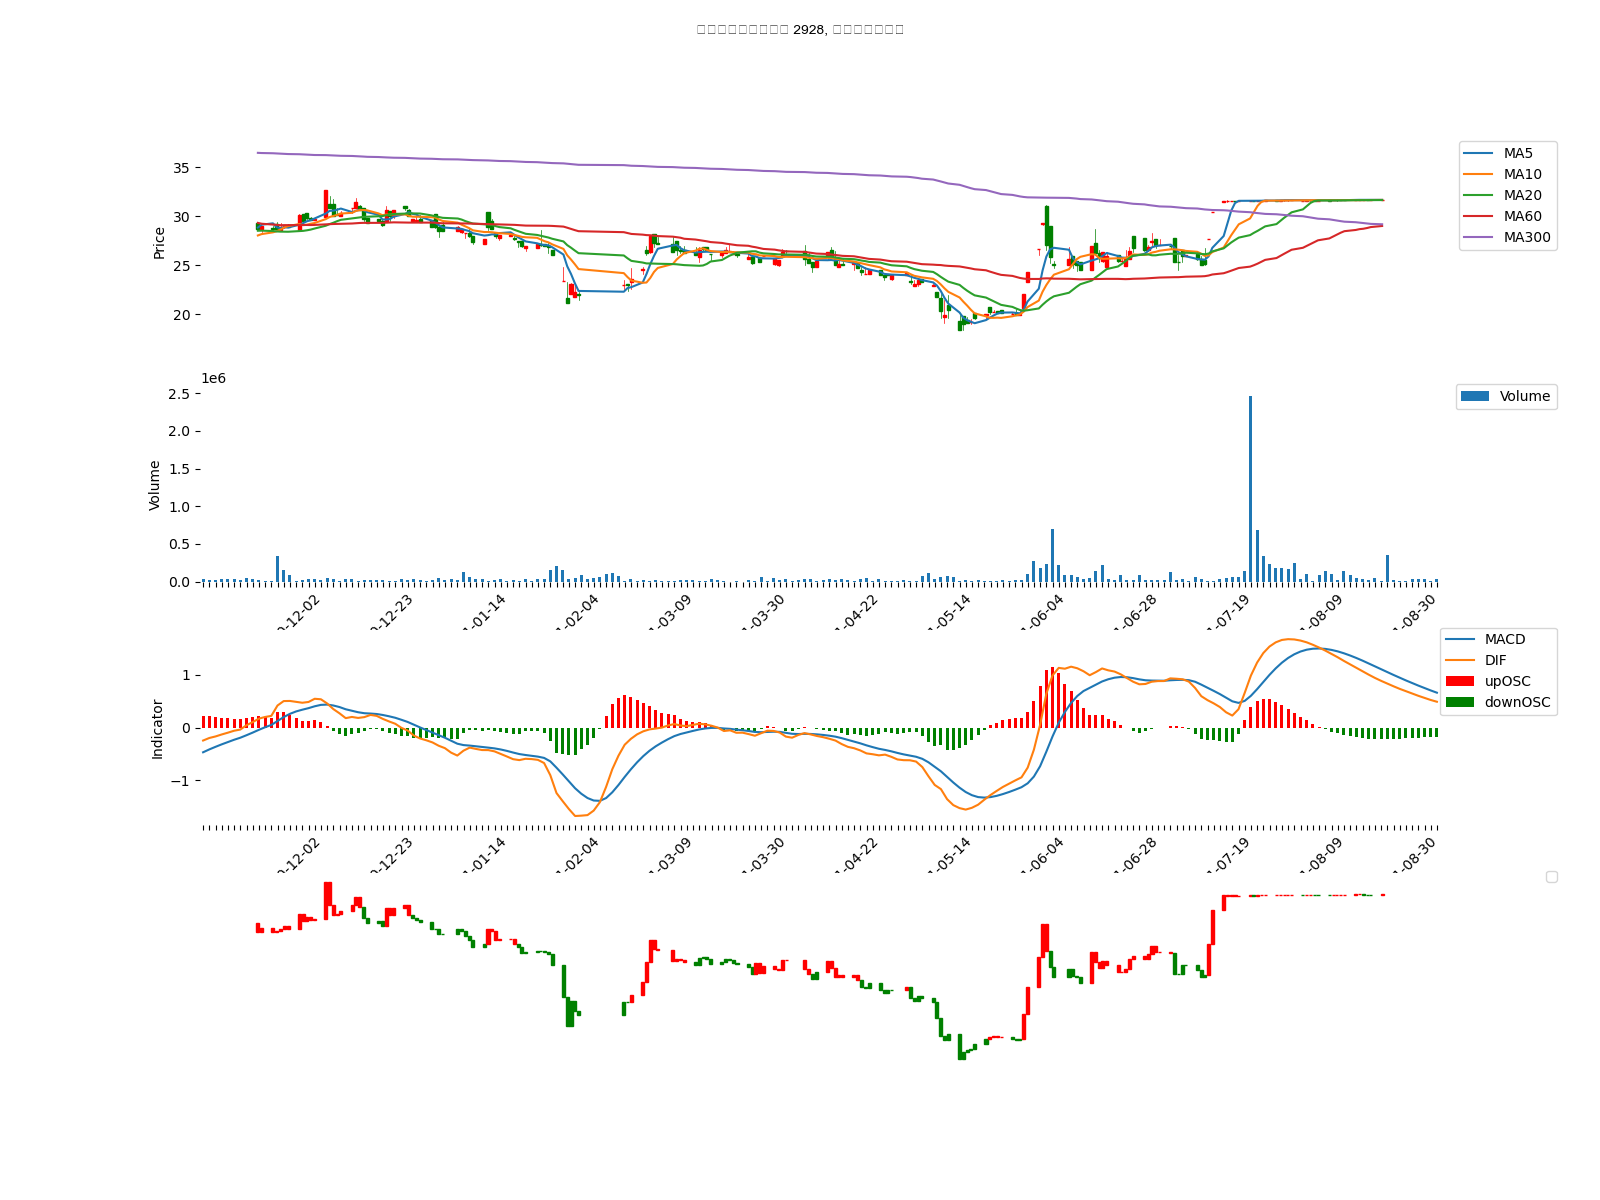 2928,
35
30
25
20
Price
MA5
MA10
MA20
MA60
MA300
1e6
2.5
2.0
1.5
1.0
0.5
0.0
Volume
Volume
-12-02
-12-23
-01-14
-02-04
-03-09
-03-30
-04-22
-05-14
-06-04
-06-28
-07-19
-08-09
-08-30
1
0
−1
Indicator
MACD
DIF
upOSC
downOSC
-12-02
-12-23
-01-14
-02-04
-03-09
-03-30
-04-22
-05-14
-06-04
-06-28
-07-19
-08-09
-08-30